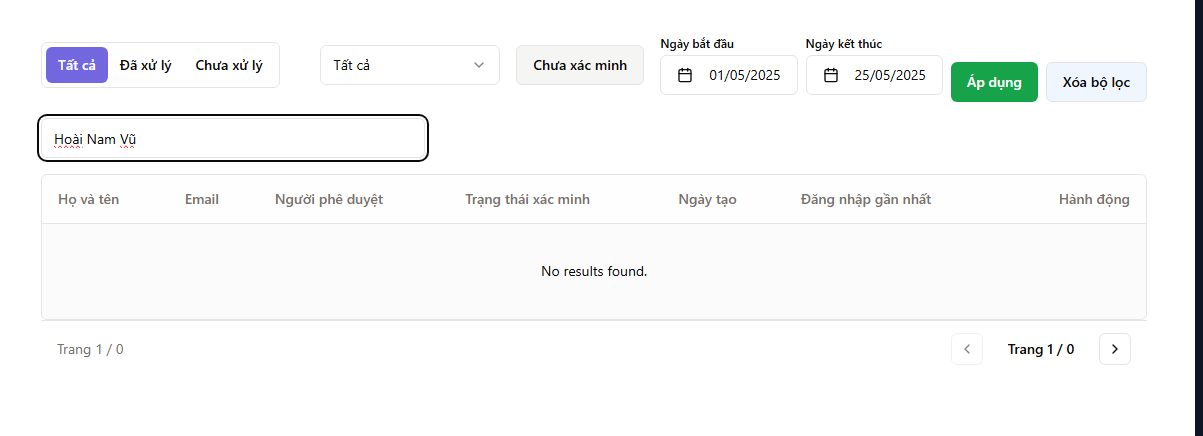 Ngày bắt đầu Ngày kết thúc
Tất cả Đã xử lý Chưa xử lý Tất cả Chưa xác minh 01/05/2025 25/05/2025 Áp dụng Xóa bộ lọc
Hoài Nam Vũ
Họ và tên Email Người phê duyệt Trạng thái xác minh Ngày tạo Đăng nhập gần nhất Hành động
No results found.
Trang 1 / 0 Trang 1 / 0